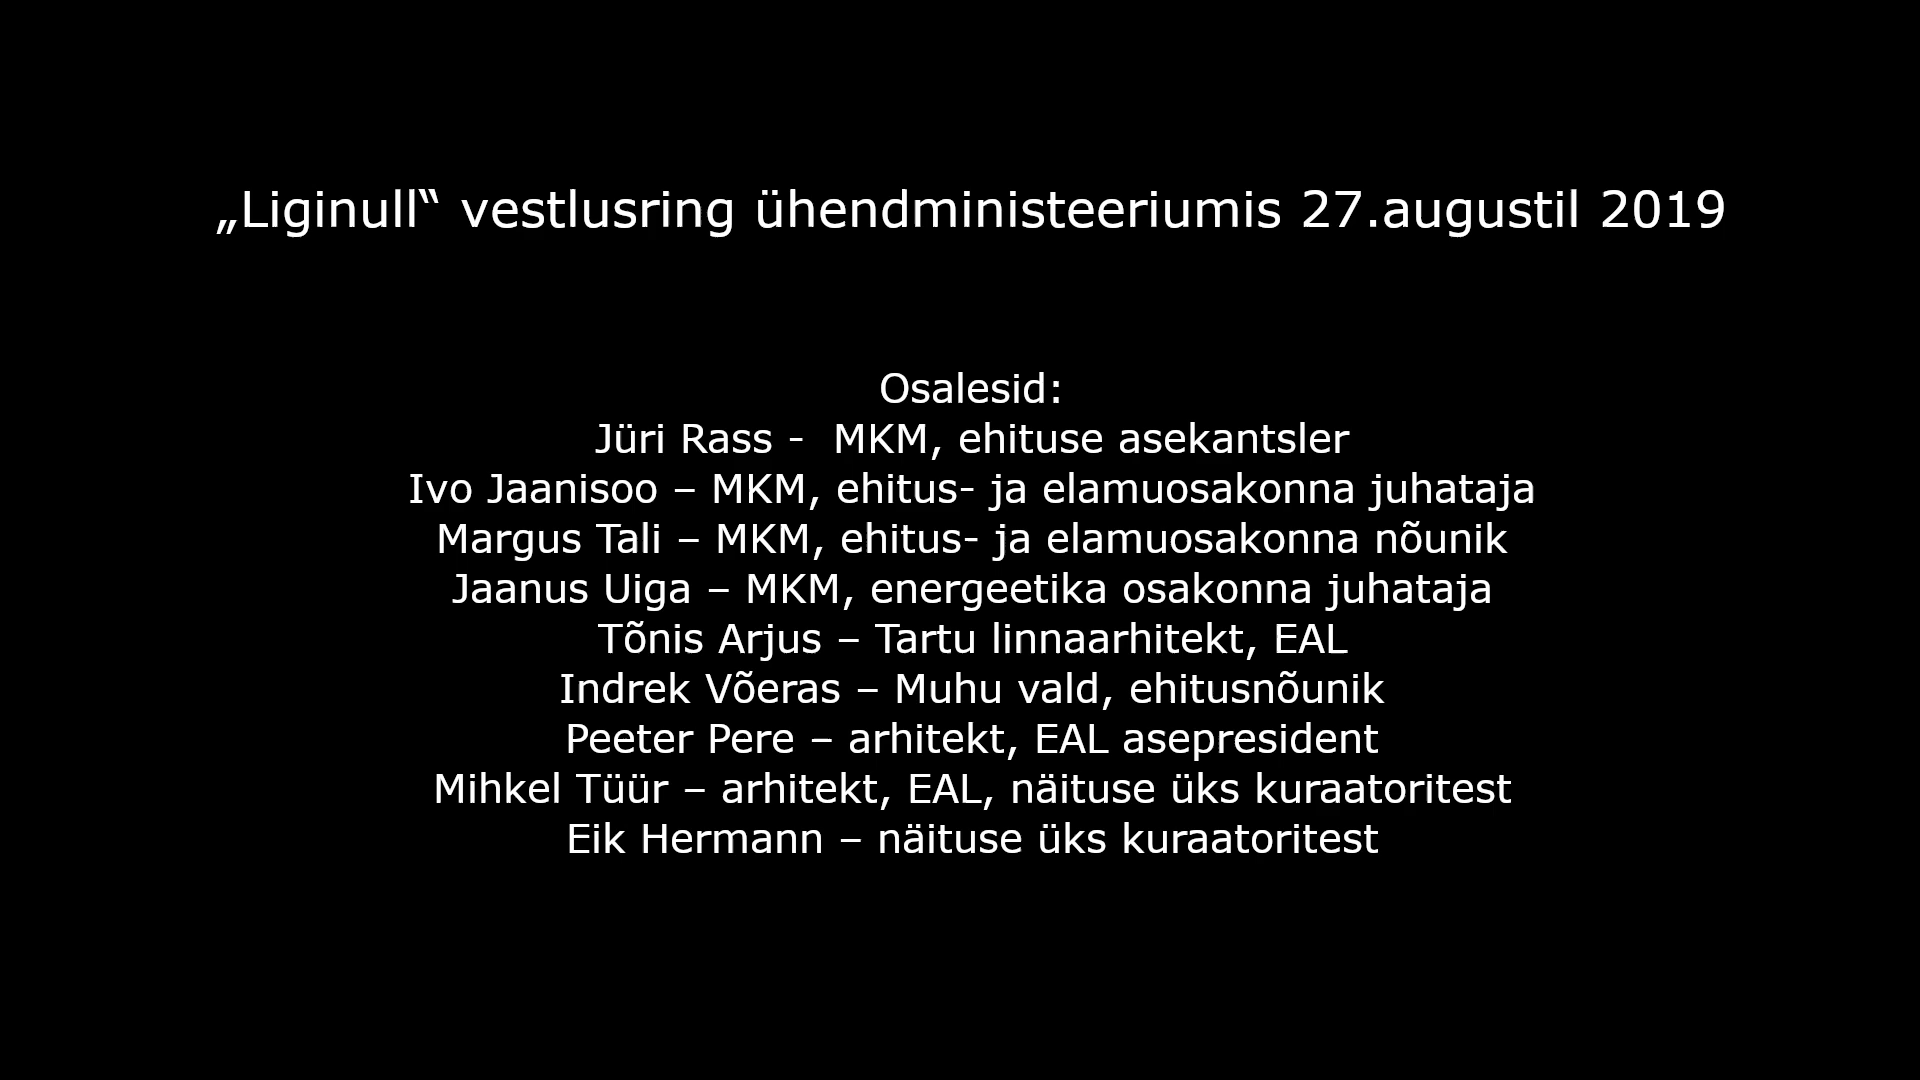 „Liginull“ vestlusring ühendministeeriumis 27.augustil 2019
Osalesid:
Jüri Rass -  MKM, ehituse asekantsler
Ivo Jaanisoo – MKM, ehitus- ja elamuosakonna juhataja
Margus Tali – MKM, ehitus- ja elamuosakonna nõunik
Jaanus Uiga – MKM, energeetika osakonna juhataja
Tõnis Arjus – Tartu linnaarhitekt, EAL
Indrek Võeras – Muhu vald, ehitusnõunik
Peeter Pere – arhitekt, EAL asepresident
Mihkel Tüür – arhitekt, EAL, näituse üks kuraatoritest
Eik Hermann – näituse üks kuraatoritest